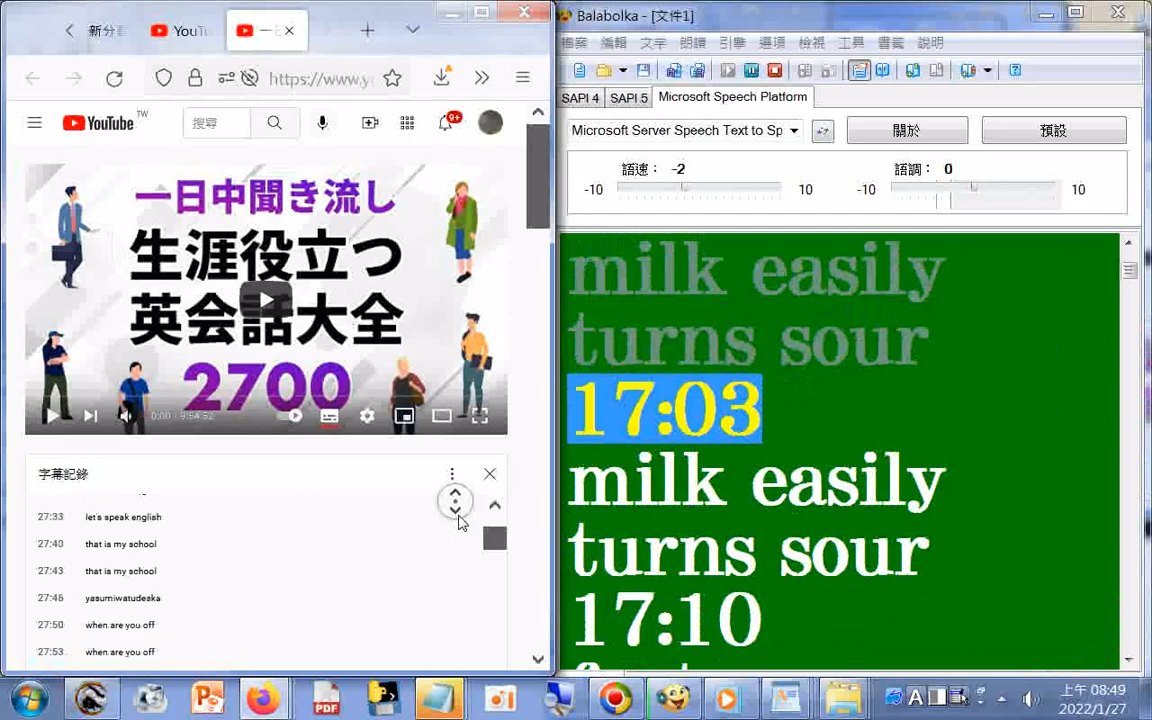 新分
YouTu
一E
https://www.y
YouTube TW
搜尋
9+
一日中聞き流し
生涯役立つ
英会話大全
2700
字幕記錄
27:33 let's speak english
27:40 that is my school
27:43 that is my school
27:46 yasumiwatudeaka
27:50 when are you off
27:53 when are you off
Balabolka - [文件1]
檔案 編輯 文字 朗讀 引擎 選項 檢視 工具 書籤 說明
SAPI 4 SAPI 5 Microsoft Speech Platform
Microsoft Server Speech Text to Sp
關於
預設
語速： -2
語調： 0
-10 10 -10 10
milk easily
turns sour
17:03
milk easily
turns sour
17:10
PDF
上午 08:49
2022/1/27